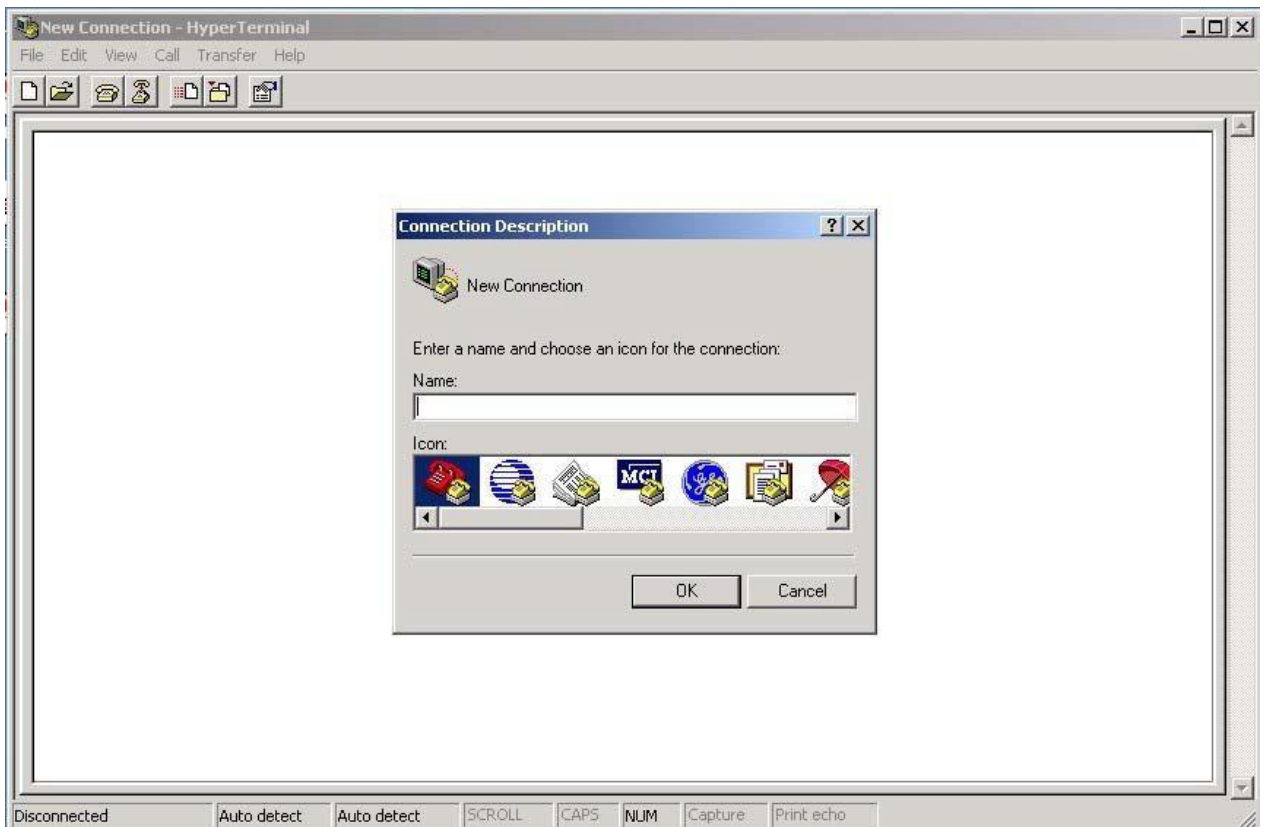 New Connection - HyperTerminal
File Edit View Call Transfer Help
Connection Description
?
New Connection
Enter a name and choose an icon for the connection:
Name:
Icon:
MCI
OK Cancel
Disconnected Auto detect Auto detect SCROLL CAPS NUM Capture Print echo